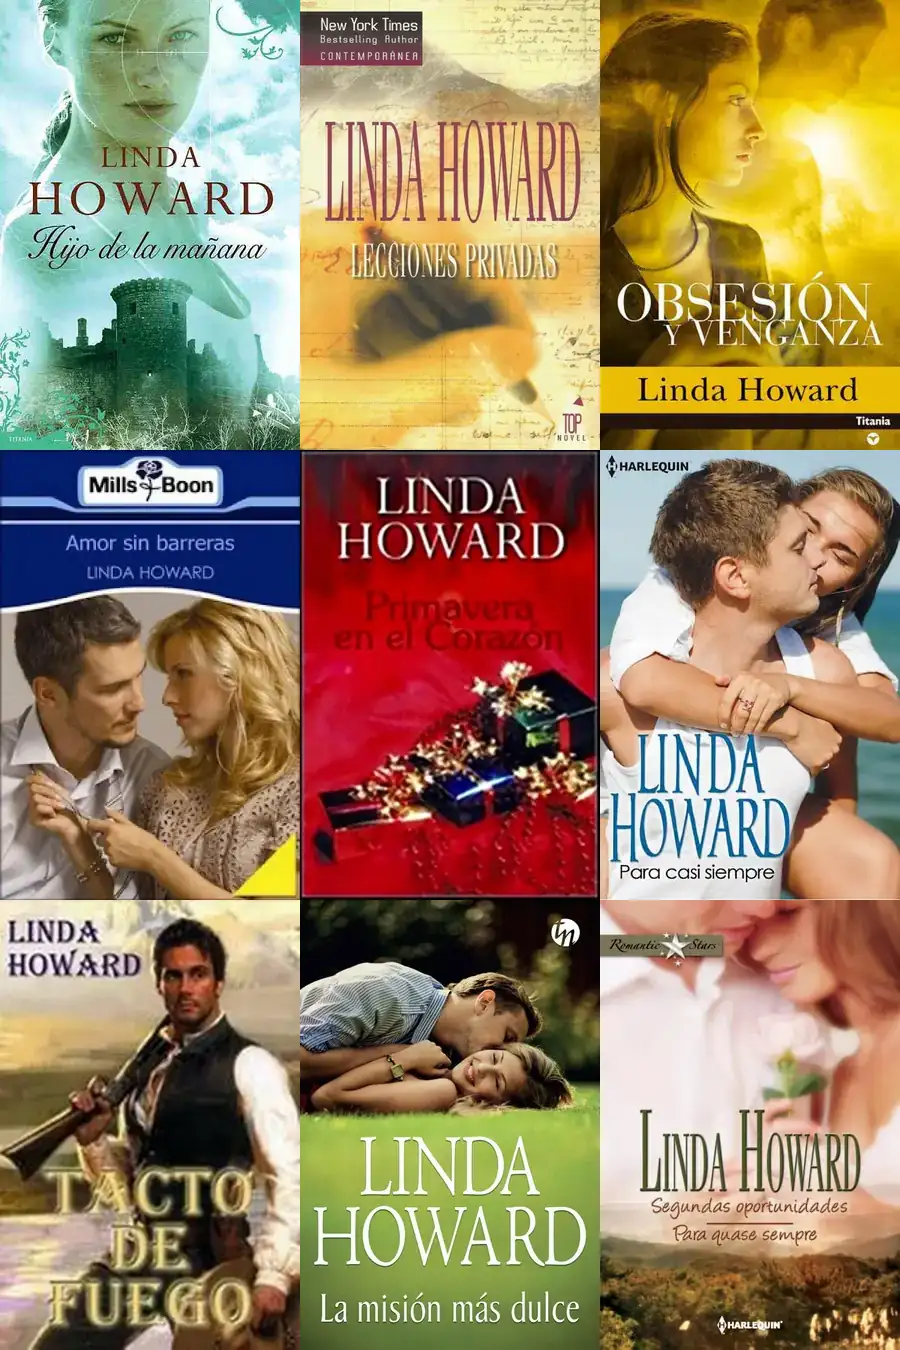 LINDA
HOWARD
Hijo de la mañana
TITANIA
New York Times
Bestselling Author
CONTEMPORÁNEA
LINDA HOWARD
LECCIONES PRIVADAS
TOP
NOVEL
OBSESIÓN
Y VENGANZA
Linda Howard
Titania
Mills & Boon
Amor sin barreras
LINDA HOWARD
LINDA
HOWARD
Primavera
en el Corazón
HARLEQUIN
LINDA
HOWARD
Para casi siempre
LINDA
HOWARD
TACTO
DE
FUEGO
tn
LINDA
HOWARD
La misión más dulce
Romantic Stars
LINDA HOWARD
Segundas oportunidades
Para quase sempre
HARLEQUIN